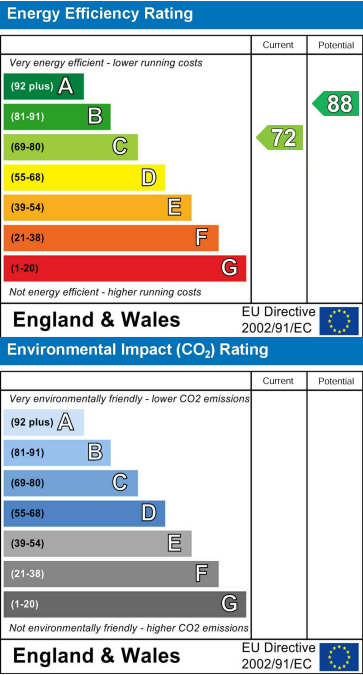 Energy Efficiency Rating
Current Potential
Very energy efficient - lower running costs
(92 plus) A
(81-91) B
(69-80) C
(55-68) D
(39-54) E
(21-38) F
(1-20) G
72
88
Not energy efficient - higher running costs
England & Wales
EU Directive
2002/91/EC
Environmental Impact (CO₂) Rating
Current Potential
Very environmentally friendly - lower CO2 emissions
(92 plus) A
(81-91) B
(69-80) C
(55-68) D
(39-54) E
(21-38) F
(1-20) G
Not environmentally friendly - higher CO2 emissions
England & Wales
EU Directive
2002/91/EC